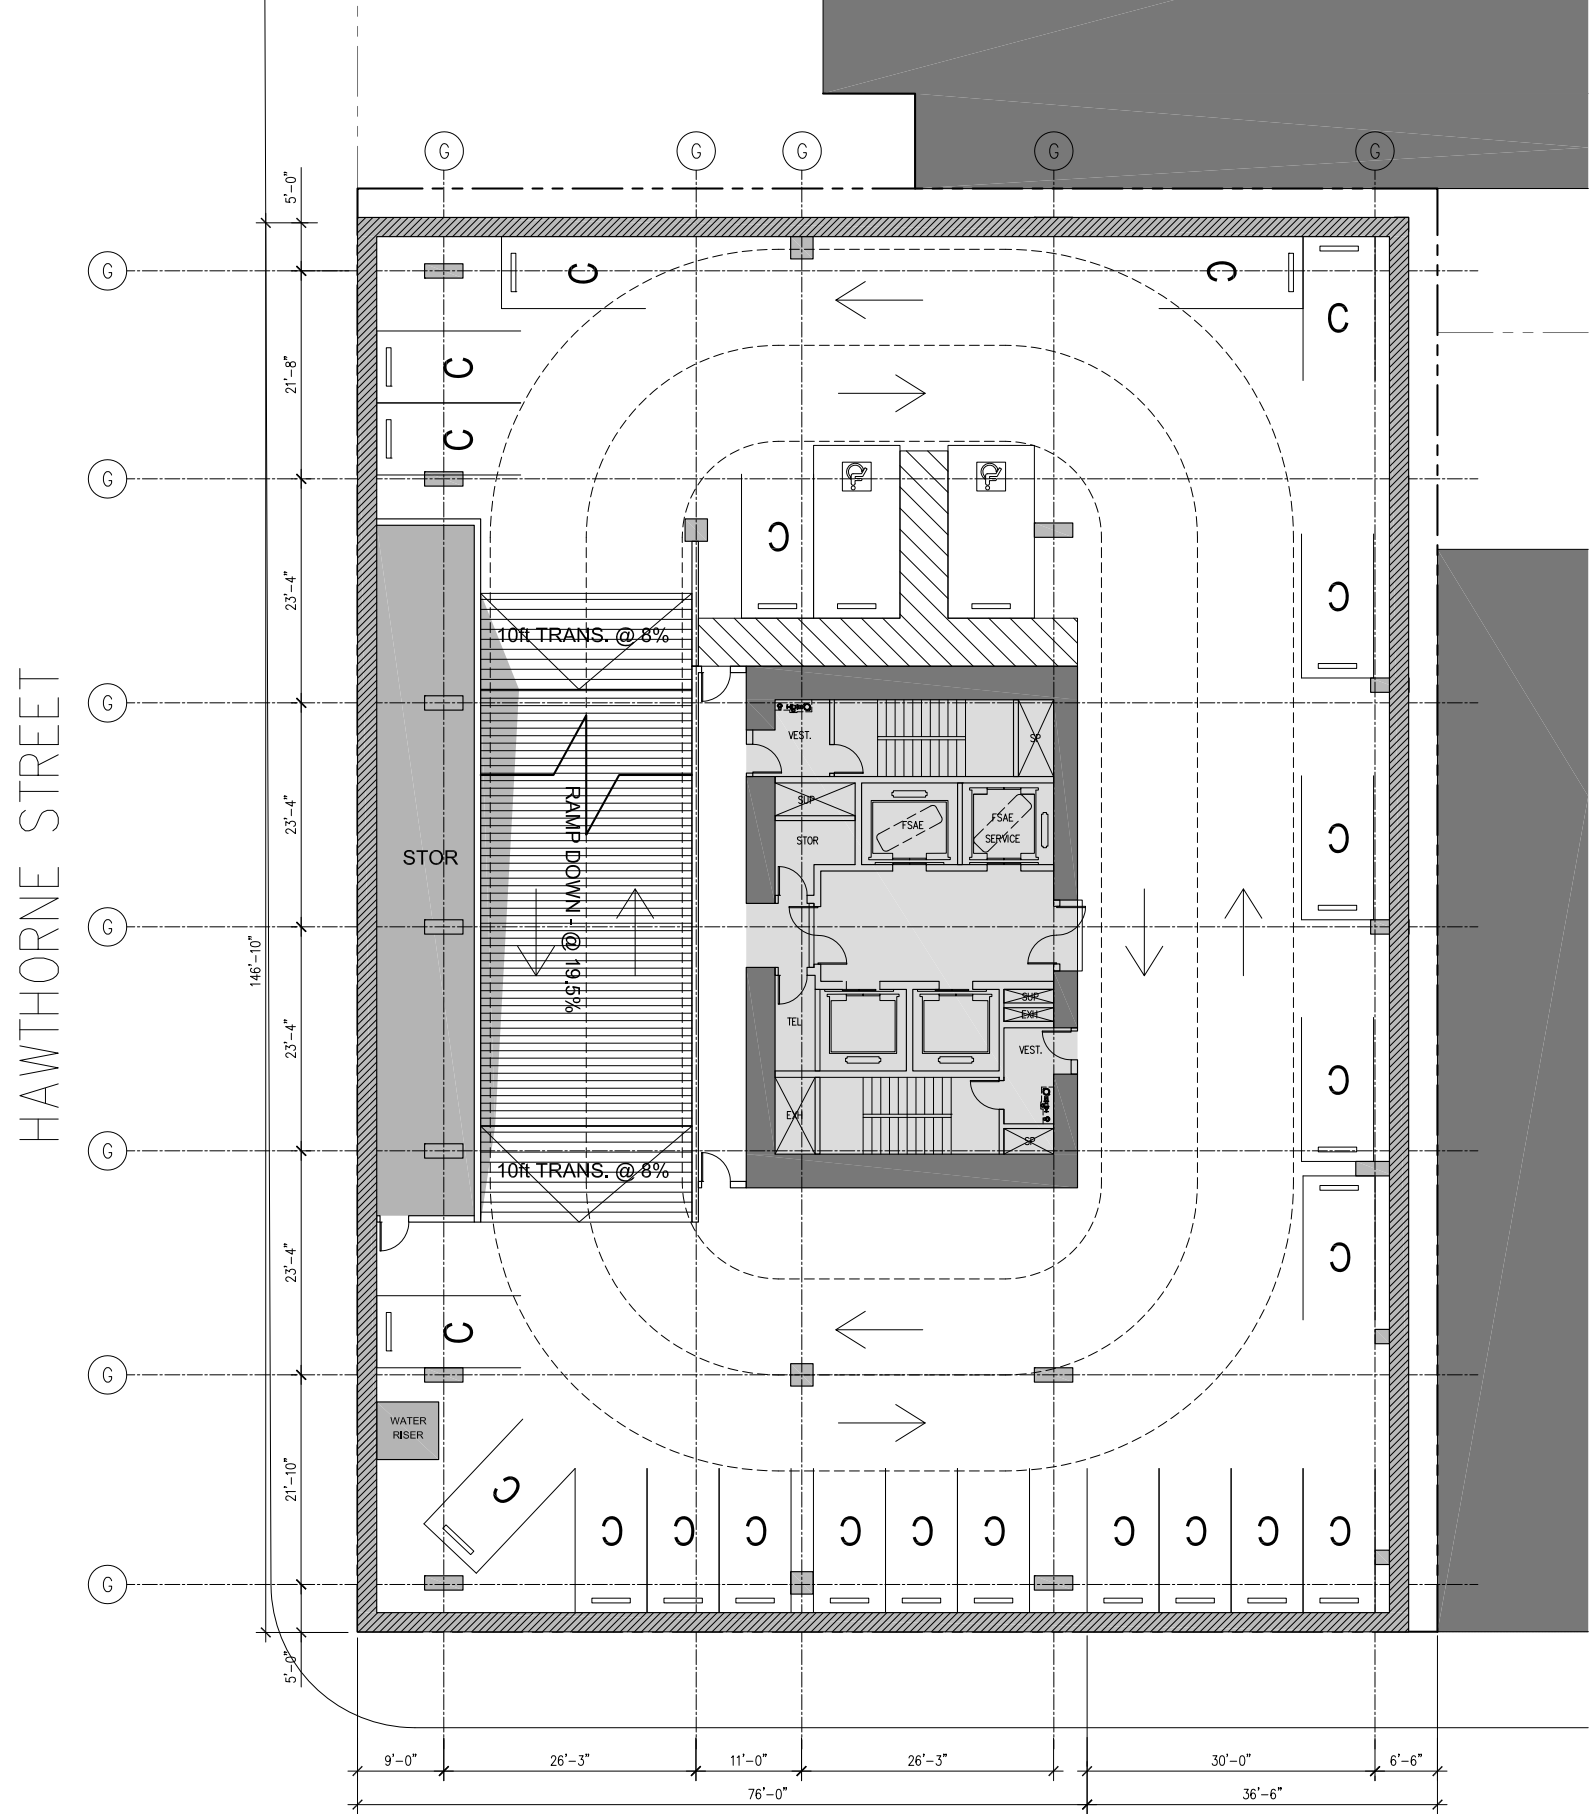 G G G G G
5'-0"
G
C C C
21'-8"
C
C
G
C
23'-4"
C
10ft TRANS. @ 8%
HAWTHORNE STREET
G
VEST.
SP
23'-4"
RAMP DOWN - @ 19.5%
SUP
FSAE
FSAE
SERVICE
STOR
STOR
C
G
146'-10"
SUP
EXH
TEL
23'-4"
VEST.
C
EXH
SP
G
10ft TRANS. @ 8%
23'-4"
C
C
G
WATER
RISER
21'-10"
C
C C C C C C C C C C
G
5'-0"
9'-0" 26'-3" 11'-0" 26'-3" 30'-0" 6'-6"
76'-0" 36'-6"